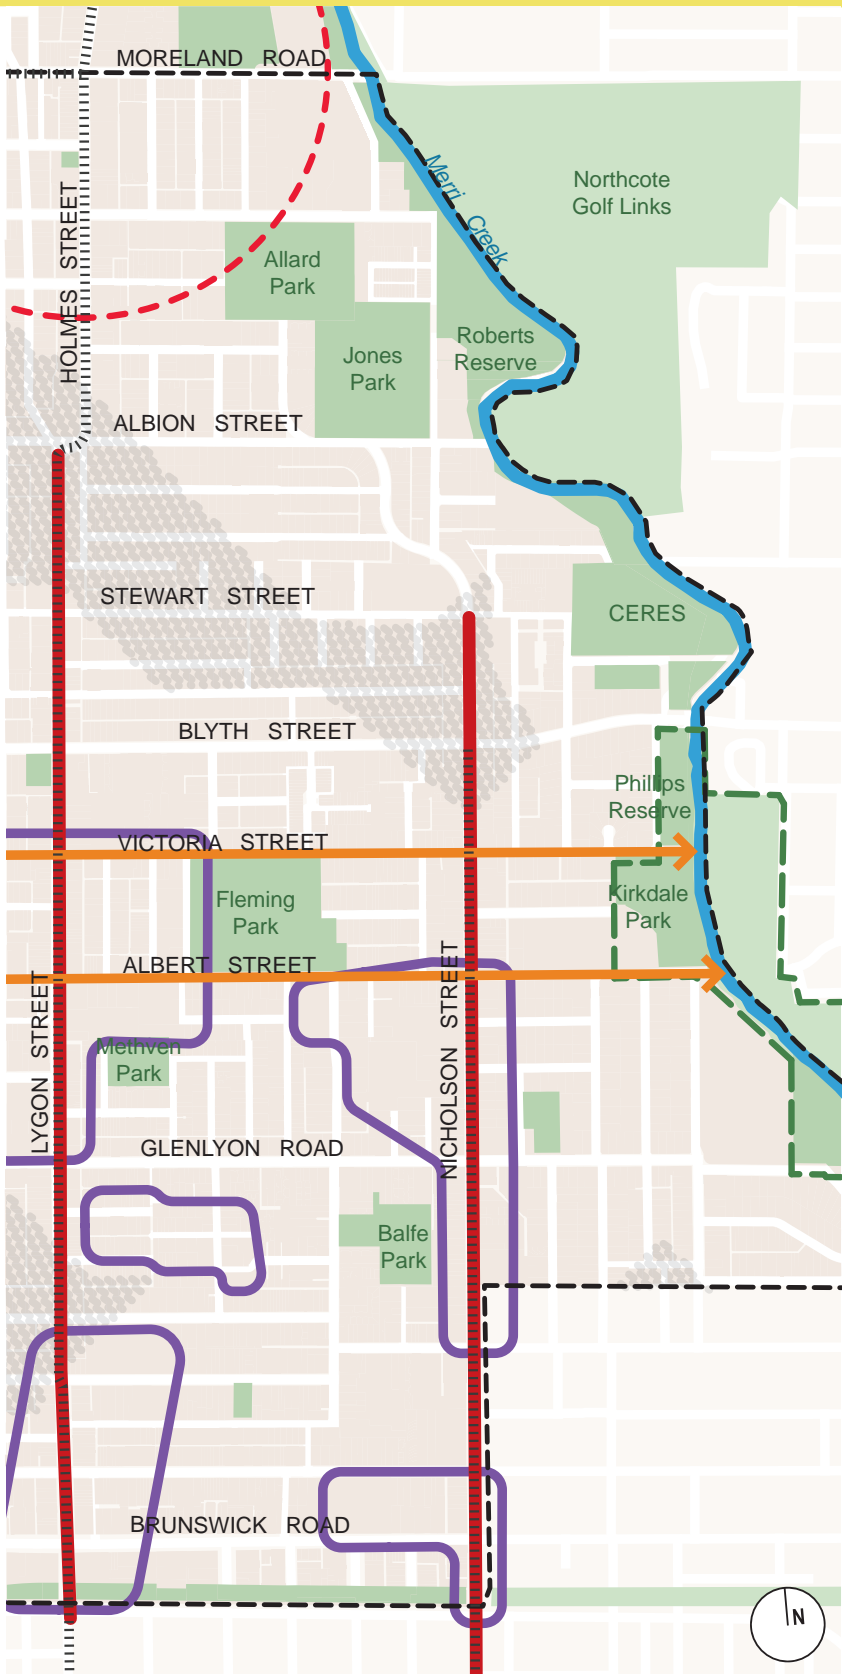 MORELAND ROAD
Merri Creek
Northcote
Golf Links
HOLMES STREET
Allard
Park
Roberts
Reserve
Jones
Park
ALBION STREET
STEWART STREET
CERES
BLYTH STREET
Phillips
Reserve
VICTORIA STREET
Fleming
Park
Kirkdale
Park
ALBERT STREET
LYGON STREET
NICHOLSON STREET
Methven
Park
GLENLYON ROAD
Balfe
Park
BRUNSWICK ROAD
N